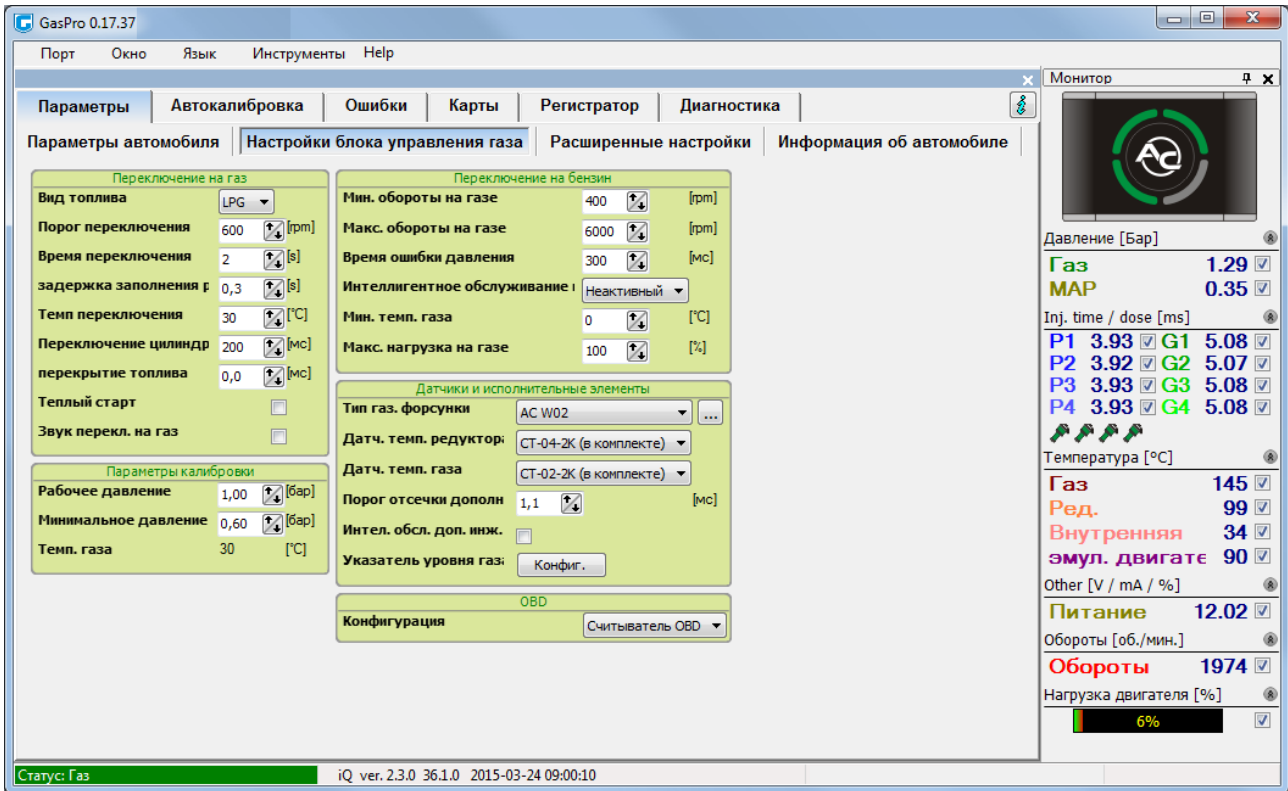 GasPro 0.17.37
Порт Окно Язык Инструменты Help
Параметры Автокалибровка Ошибки Карты Регистратор Диагностика
Параметры автомобиля Настройки блока управления газа Расширенные настройки Информация об автомобиле
Переключение на газ
Вид топлива LPG
Порог переключения 600 [rpm]
Время переключения 2 [s]
задержка заполнения р 0,3 [s]
Темп переключения 30 [°C]
Переключение цилиндр 200 [мс]
перекрытие топлива 0,0 [мс]
Теплый старт
Звук перекл. на газ
Параметры калибровки
Рабочее давление 1,00 [бар]
Минимальное давление 0,60 [бар]
Темп. газа 30 [°C]
Переключение на бензин
Мин. обороты на газе 400 [rpm]
Макс. обороты на газе 6000 [rpm]
Время ошибки давления 300 [мс]
Интеллигентное обслуживание Неактивный
Мин. темп. газа 0 [°C]
Макс. нагрузка на газе 100 [%]
Датчики и исполнительные элементы
Тип газ. форсунки AC W02 ...
Датч. темп. редуктора CT-04-2K (в комплекте)
Датч. темп. газа CT-02-2K (в комплекте)
Порог отсечки дополн 1,1 [мс]
Интел. обсл. доп. инж.
Указатель уровня газа Конфиг.
OBD
Конфигурация Считыватель OBD
Монитор
AC
Давление [Бар]
Газ 1.29
MAP 0.35
Inj. time / dose [ms]
P1 3.93 G1 5.08
P2 3.92 G2 5.07
P3 3.93 G3 5.08
P4 3.93 G4 5.08
Температура [°C]
Газ 145
Ред. 99
Внутренняя 34
эмул. двигате 90
Other [V / mA / %]
Питание 12.02
Обороты [об./мин.]
Обороты 1974
Нагрузка двигателя [%]
6%
Статус: Газ iQ ver. 2.3.0 36.1.0 2015-03-24 09:00:10